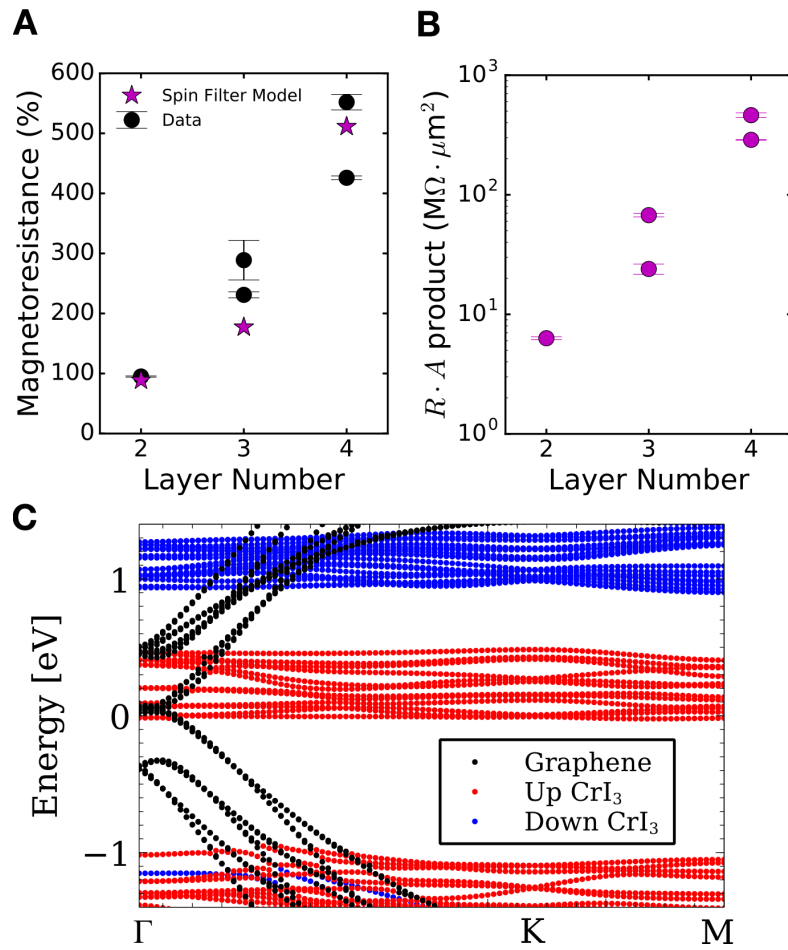 A
Magnetoresistance (%)
600
500
400
300
200
100
0
Spin Filter Model
Data
2 3 4
Layer Number
B
R · A product (MΩ · μm²)
10³
10²
10¹
10⁰
2 3 4
Layer Number
C
Energy [eV]
1
0
−1
Graphene
Up CrI₃
Down CrI₃
Γ K M